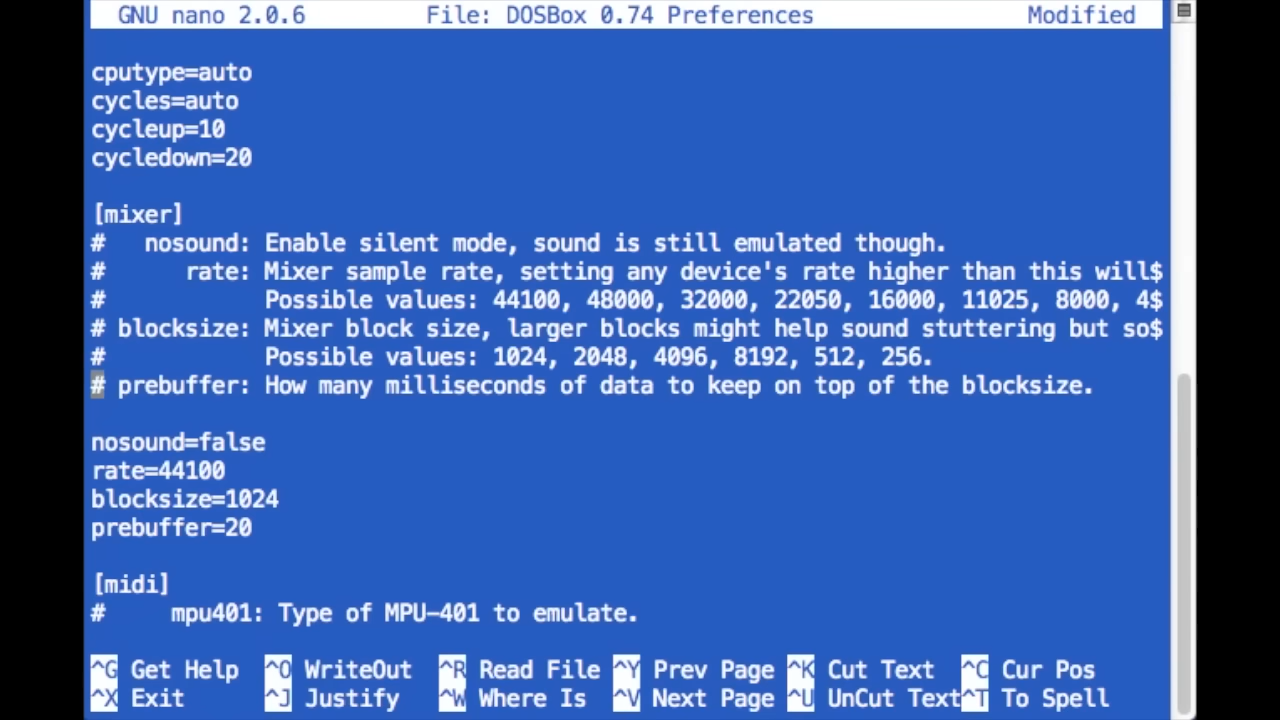 GNU nano 2.0.6 File: DOSBox 0.74 Preferences Modified
cputype=auto
cycles=auto
cycleup=10
cycledown=20
[mixer]
#   nosound: Enable silent mode, sound is still emulated though.
#      rate: Mixer sample rate, setting any device's rate higher than this will$
#            Possible values: 44100, 48000, 32000, 22050, 16000, 11025, 8000, 4$
# blocksize: Mixer block size, larger blocks might help sound stuttering but so$
#            Possible values: 1024, 2048, 4096, 8192, 512, 256.
# prebuffer: How many milliseconds of data to keep on top of the blocksize.
nosound=false
rate=44100
blocksize=1024
prebuffer=20
[midi]
#     mpu401: Type of MPU-401 to emulate.
^G Get Help ^O WriteOut ^R Read File ^Y Prev Page ^K Cut Text ^C Cur Pos
^X Exit ^J Justify ^W Where Is ^V Next Page ^U UnCut Text ^T To Spell